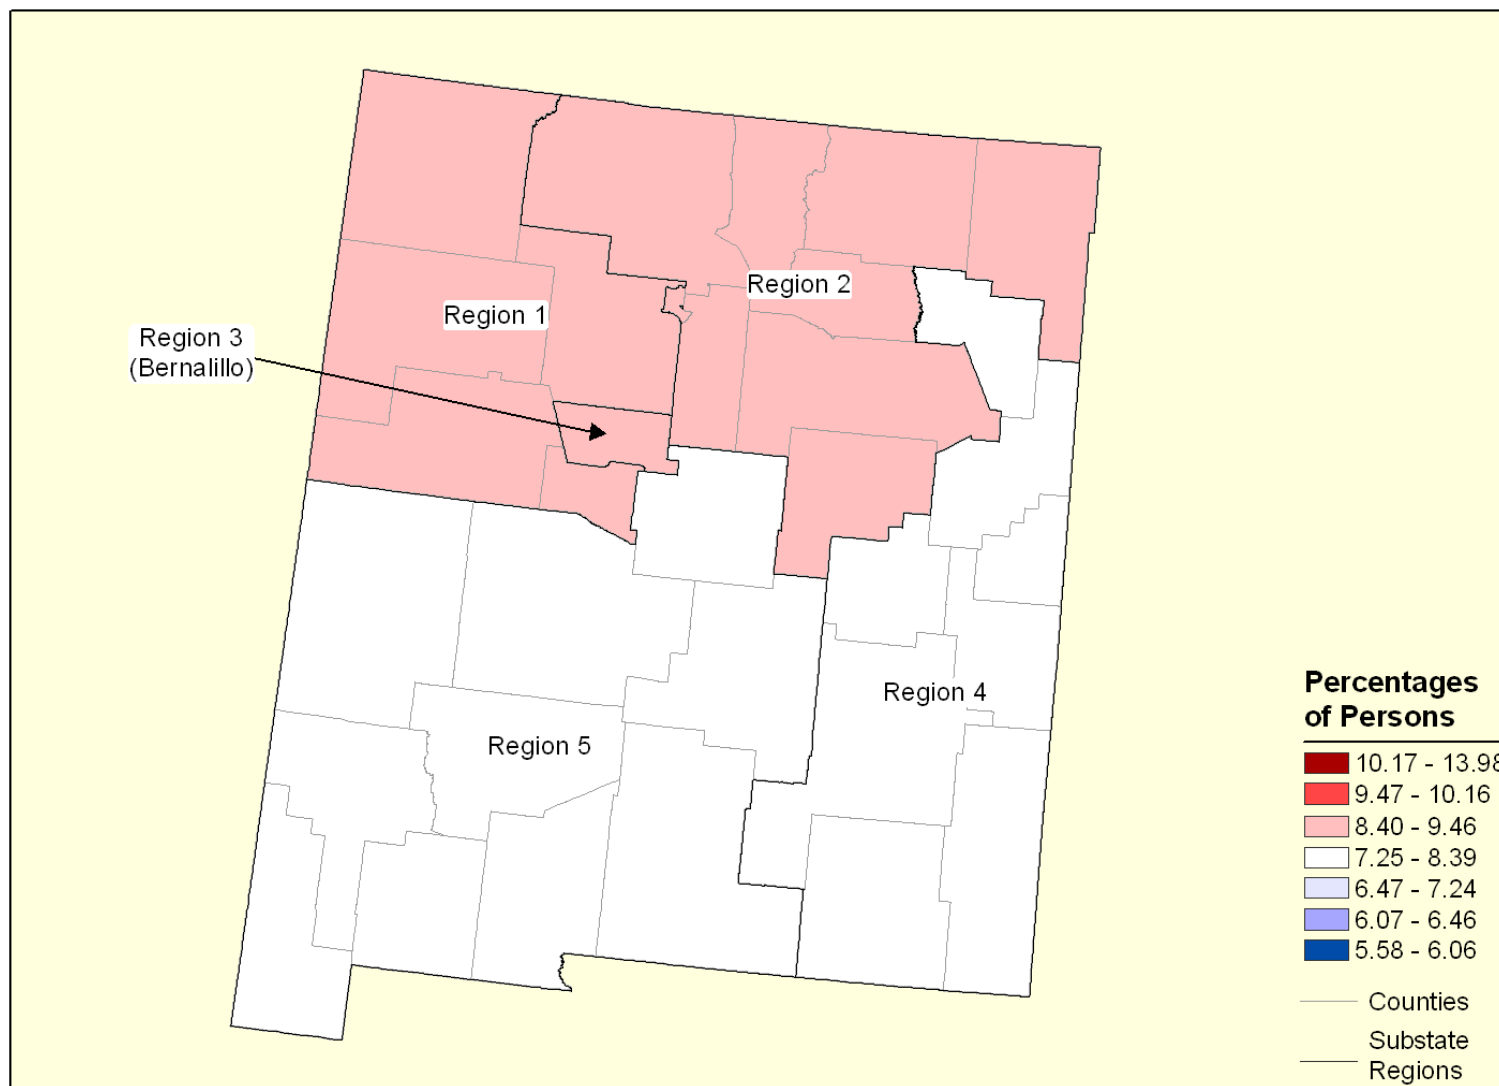 Region 2
Region 1
Region 3
(Bernalillo)
Region 4
Region 5
Percentages
of Persons
10.17 - 13.98
9.47 - 10.16
8.40 - 9.46
7.25 - 8.39
6.47 - 7.24
6.07 - 6.46
5.58 - 6.06
Counties
Substate
Regions